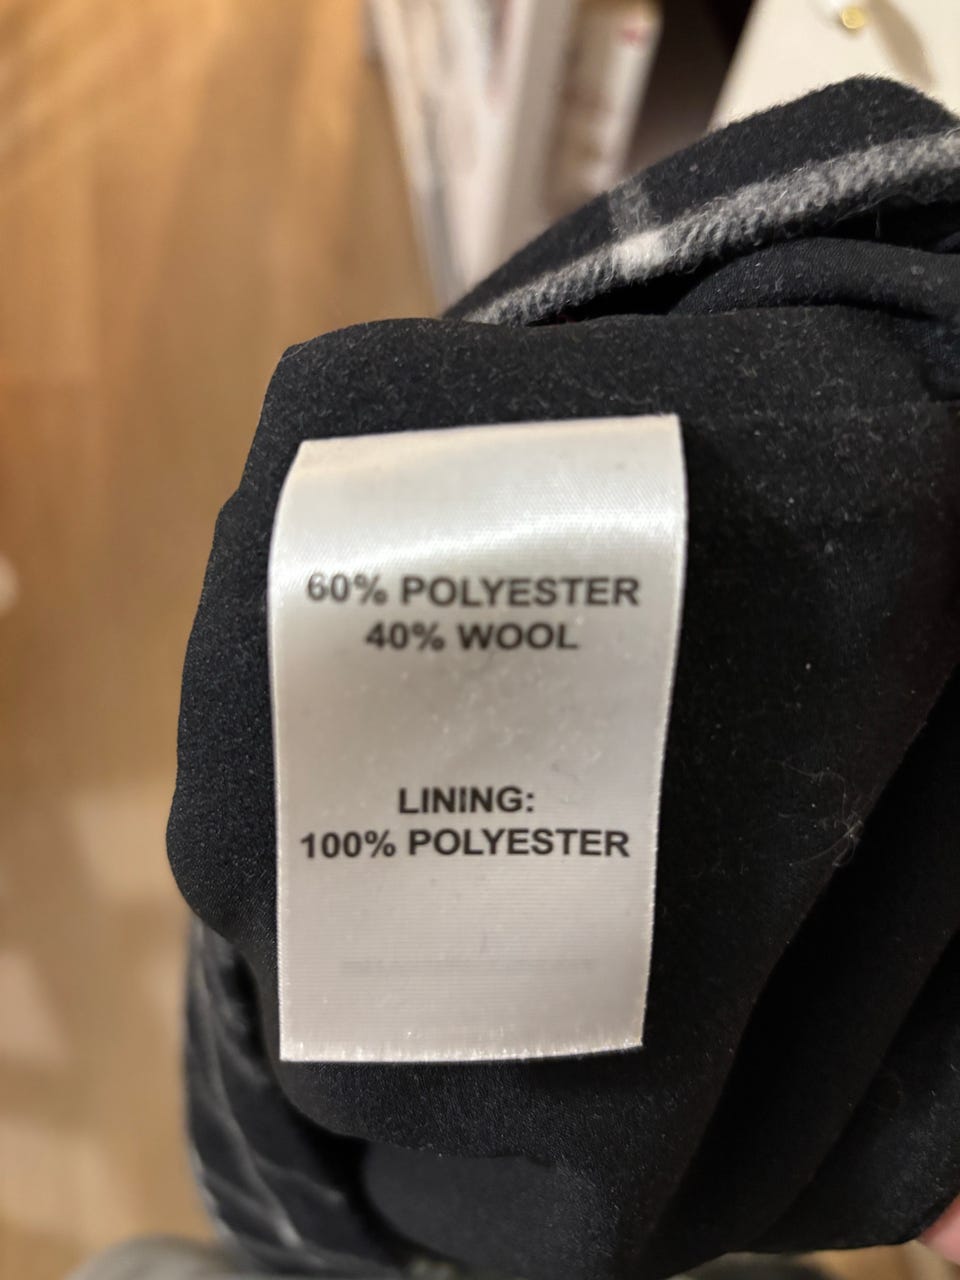 60% POLYESTER
40% WOOL
LINING:
100% POLYESTER